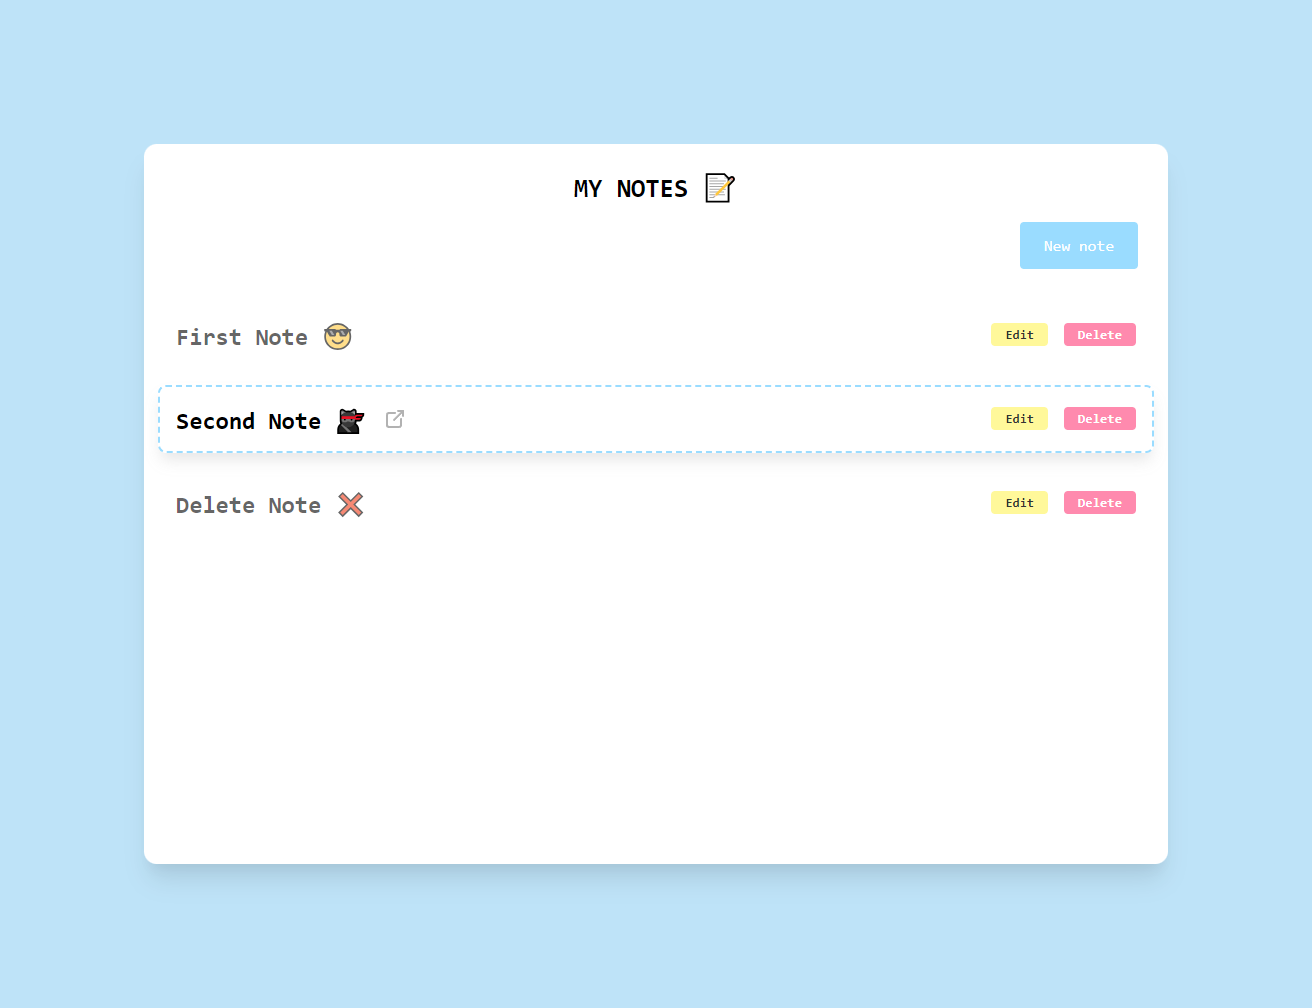 MY NOTES 📝
New note
First Note 😎 Edit Delete
Second Note 🐱‍👤 Edit Delete
Delete Note ❌ Edit Delete